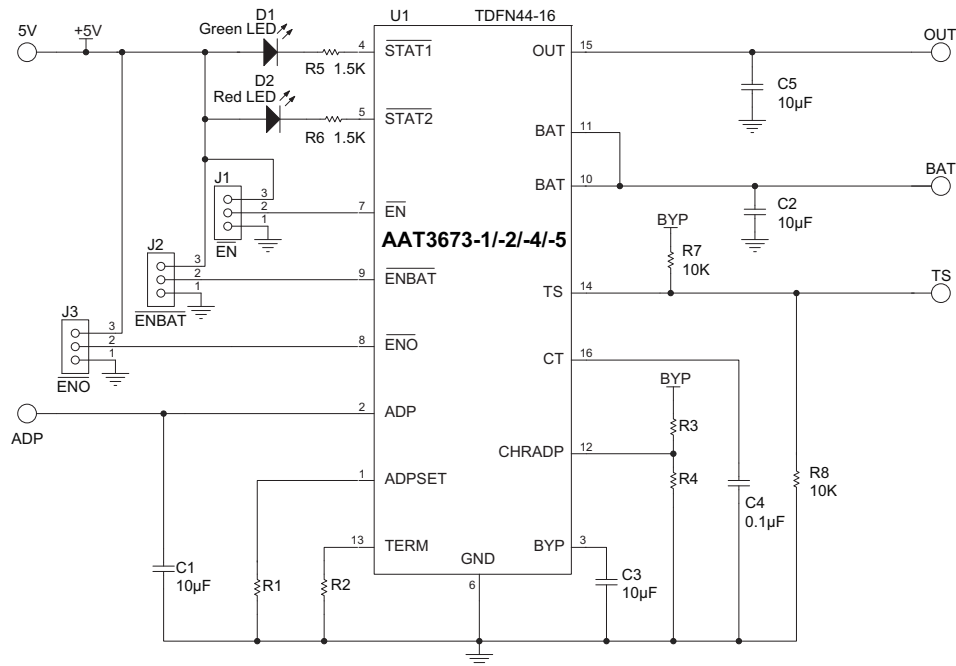 D1
U1
TDFN44-16
5V
+5V
Green LED
OUT
4
STAT1
OUT
15
R5 1.5K
D2
C5
10µF
Red LED
5
STAT2
BAT
11
R6 1.5K
BAT
10
BAT
J1
3
2
1
7
EN
C2
10µF
EN
AAT3673-1/-2/-4/-5
BYP
R7
10K
J2
3
2
1
9
ENBAT
TS
14
TS
ENBAT
J3
3
2
1
8
ENO
CT
16
ENO
BYP
2
ADP
ADP
R3
CHRADP
12
1
ADPSET
R4
R8
10K
C4
0.1µF
13
TERM
BYP
3
GND
C1
10µF
R1
R2
6
C3
10µF